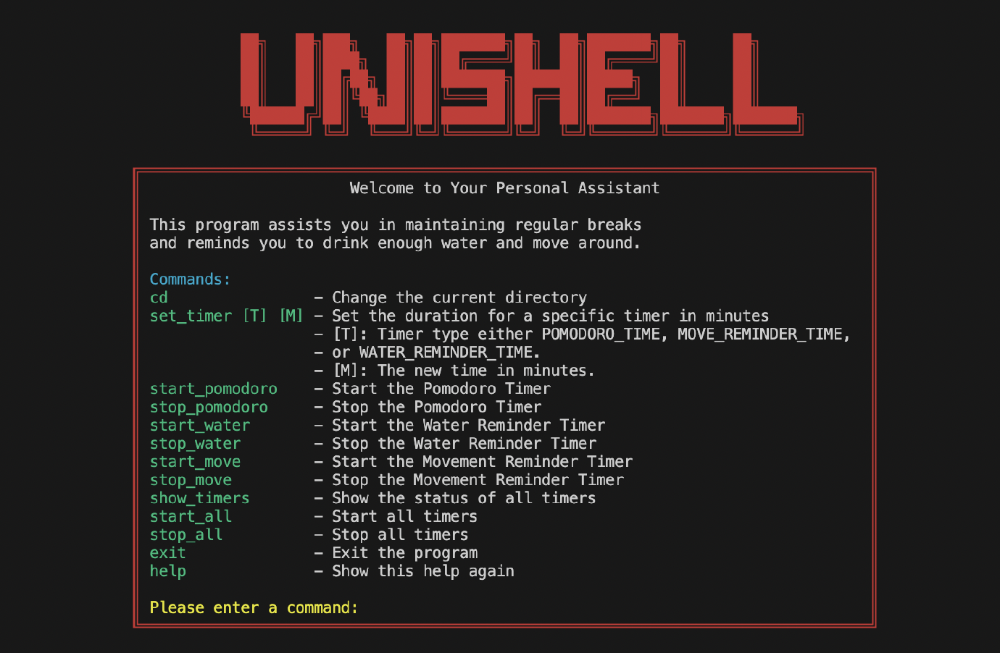 UNISHELL
Welcome to Your Personal Assistant
This program assists you in maintaining regular breaks
and reminds you to drink enough water and move around.
Commands:
cd - Change the current directory
set_timer [T] [M] - Set the duration for a specific timer in minutes
- [T]: Timer type either POMODORO_TIME, MOVE_REMINDER_TIME,
- or WATER_REMINDER_TIME.
- [M]: The new time in minutes.
start_pomodoro - Start the Pomodoro Timer
stop_pomodoro - Stop the Pomodoro Timer
start_water - Start the Water Reminder Timer
stop_water - Stop the Water Reminder Timer
start_move - Start the Movement Reminder Timer
stop_move - Stop the Movement Reminder Timer
show_timers - Show the status of all timers
start_all - Start all timers
stop_all - Stop all timers
exit - Exit the program
help - Show this help again
Please enter a command: